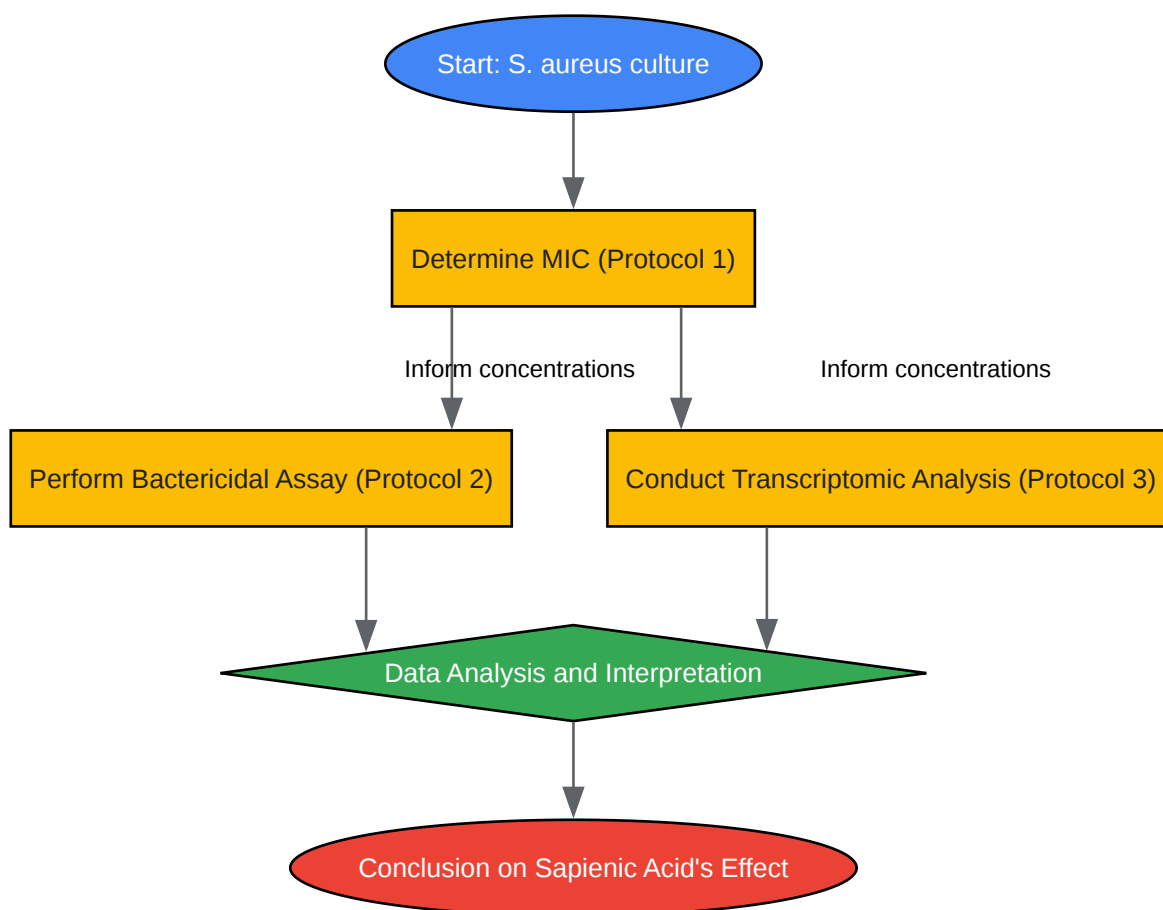 Start: S. aureus culture
Determine MIC (Protocol 1)
Inform concentrations
Inform concentrations
Perform Bactericidal Assay (Protocol 2)
Conduct Transcriptomic Analysis (Protocol 3)
Data Analysis and Interpretation
Conclusion on Sapienic Acid's Effect